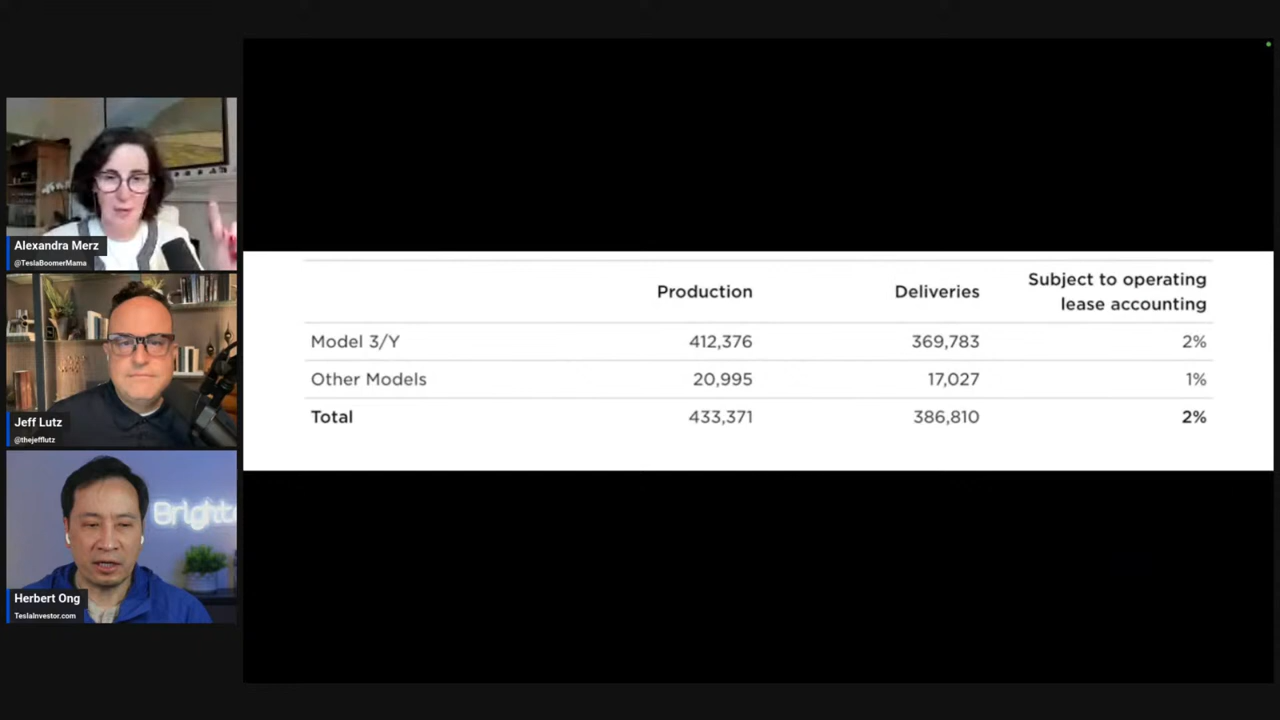 Alexandra Merz
@TeslaBoomerMama
Jeff Lutz
@thejefflutz
Brighte
Herbert Ong
TeslaInvestor.com
Production
Deliveries
Subject to operating
lease accounting
Model 3/Y 412,376 369,783 2%
Other Models 20,995 17,027 1%
Total 433,371 386,810 2%